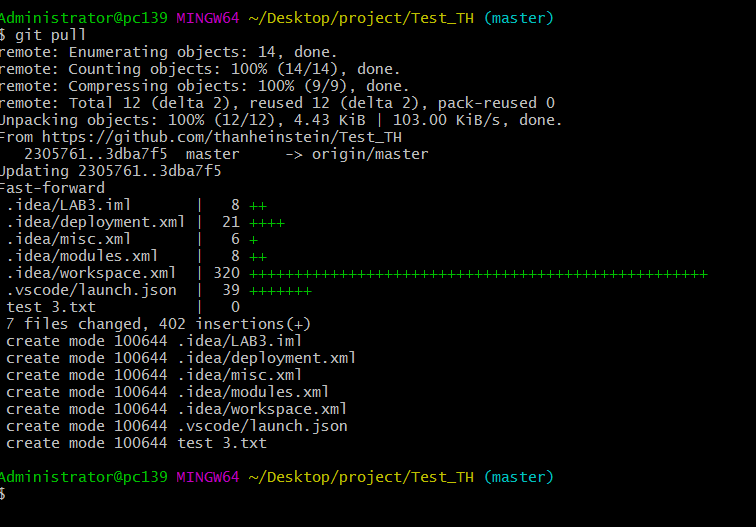 Administrator@pc139 MINGW64 ~/Desktop/project/Test_TH (master)
$ git pull
remote: Enumerating objects: 14, done.
remote: Counting objects: 100% (14/14), done.
remote: Compressing objects: 100% (9/9), done.
remote: Total 12 (delta 2), reused 12 (delta 2), pack-reused 0
Unpacking objects: 100% (12/12), 4.43 KiB | 103.00 KiB/s, done.
From https://github.com/thanheinstein/Test_TH
   2305761..3dba7f5  master     -> origin/master
Updating 2305761..3dba7f5
Fast-forward
 .idea/LAB3.iml       |   8 ++
 .idea/deployment.xml |  21 ++++
 .idea/misc.xml       |   6 +
 .idea/modules.xml    |   8 ++
 .idea/workspace.xml  | 320 +++++++++++++++++++++++++++++++++++++++++++++++++++
 .vscode/launch.json  |  39 +++++++
 test 3.txt           |   0
 7 files changed, 402 insertions(+)
 create mode 100644 .idea/LAB3.iml
 create mode 100644 .idea/deployment.xml
 create mode 100644 .idea/misc.xml
 create mode 100644 .idea/modules.xml
 create mode 100644 .idea/workspace.xml
 create mode 100644 .vscode/launch.json
 create mode 100644 test 3.txt
Administrator@pc139 MINGW64 ~/Desktop/project/Test_TH (master)
$